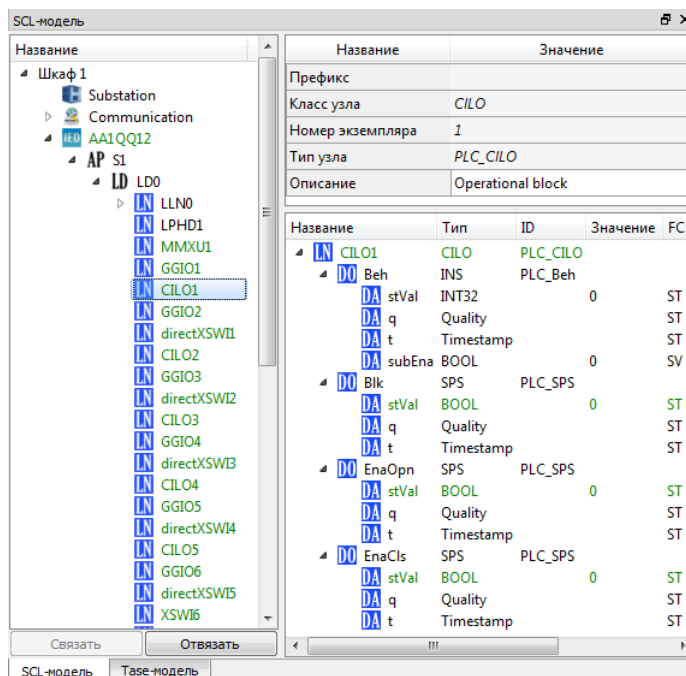 SCL-модель
Название
Шкаф 1
Substation
Communication
IED AA1QQ12
AP S1
LD LD0
LN LLN0
LN LPHD1
LN MMXU1
LN GGIO1
LN CILO1
LN GGIO2
LN directXSWI1
LN CILO2
LN GGIO3
LN directXSWI2
LN CILO3
LN GGIO4
LN directXSWI3
LN CILO4
LN GGIO5
LN directXSWI4
LN CILO5
LN GGIO6
LN directXSWI5
LN XSWI6
Связать Отвязать
Название Значение
Префикс
Класс узла CILO
Номер экземпляра 1
Тип узла PLC_CILO
Описание Operational block
Название Тип ID Значение FC
LN CILO1 CILO PLC_CILO
DO Beh INS PLC_Beh
DA stVal INT32 0 ST
DA q Quality ST
DA t Timestamp ST
DA subEna BOOL 0 SV
DO Blk SPS PLC_SPS
DA stVal BOOL 0 ST
DA q Quality ST
DA t Timestamp ST
DO EnaOpn SPS PLC_SPS
DA stVal BOOL 0 ST
DA q Quality ST
DA t Timestamp ST
DO EnaCls SPS PLC_SPS
DA stVal BOOL 0 ST
DA q Quality ST
DA t Timestamp ST
SCL-модель Tase-модель